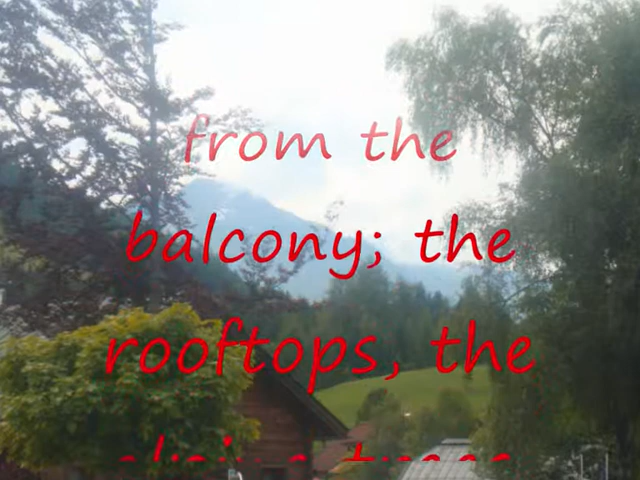 from the
balcony; the
rooftops, the